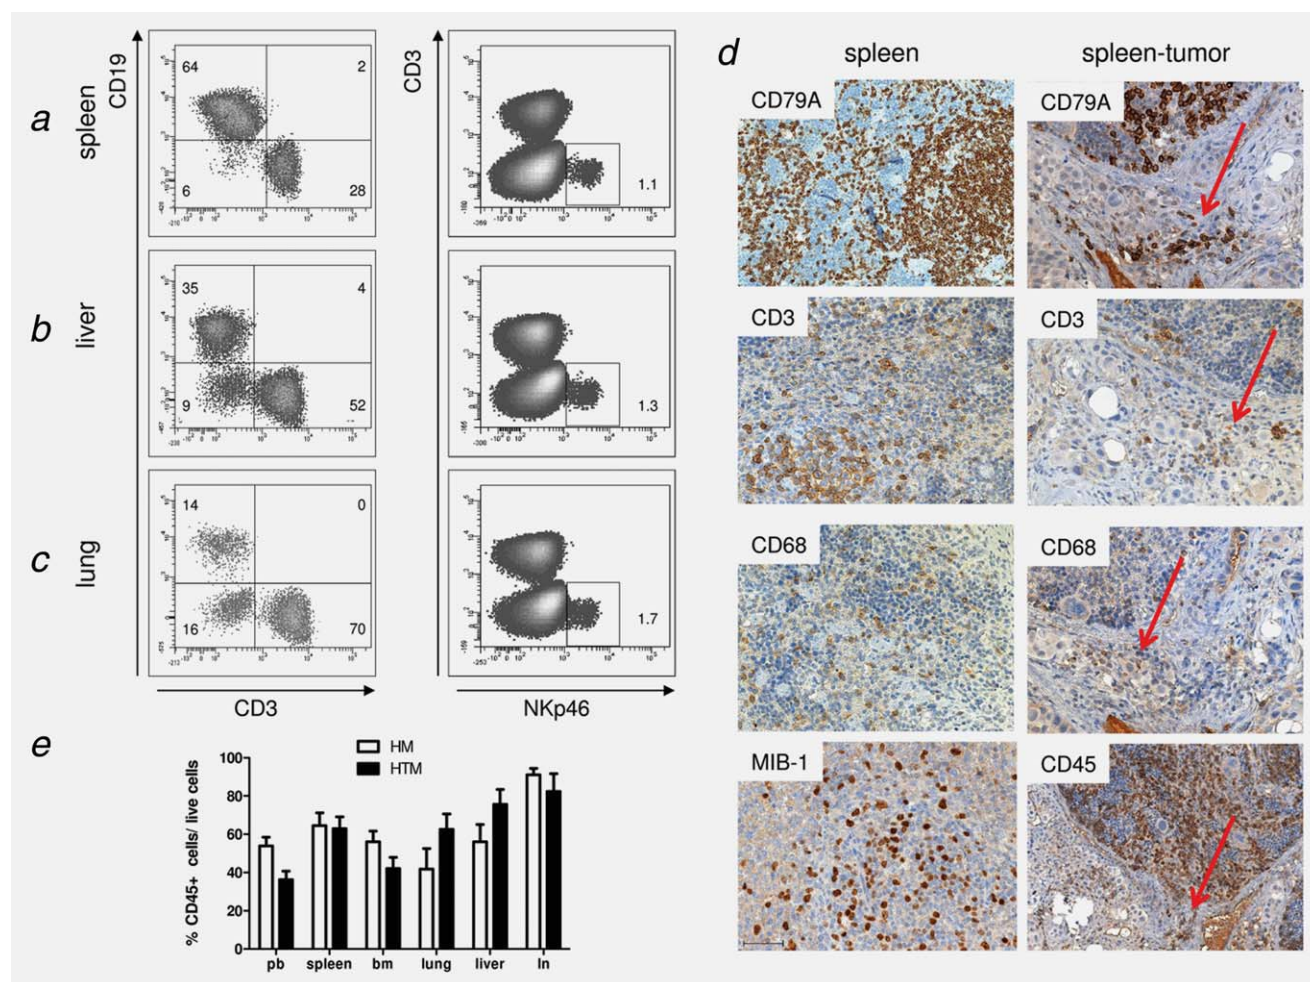 a
spleen
CD19
64
2
6
28
CD3
1.1
b
liver
35
4
9
52
1.3
c
lung
14
0
16
70
1.7
CD3
NKp46
d
spleen
spleen-tumor
CD79A
CD79A
CD3
CD3
CD68
CD68
MIB-1
CD45
e
HM
HTM
% CD45+ cells/ live cells
100
80
60
40
20
0
pb spleen bm lung liver ln